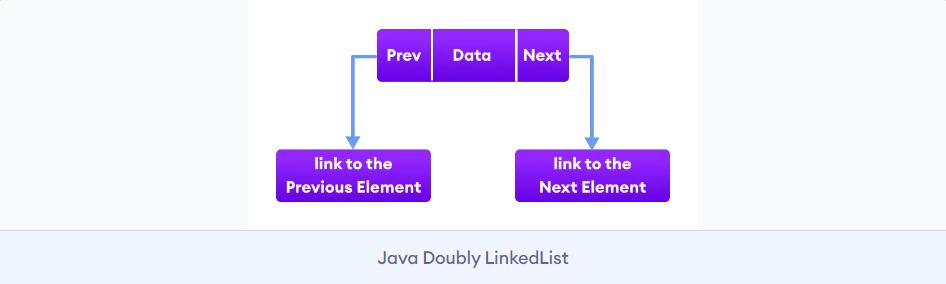 Prev Data Next
link to the
Previous Element
link to the
Next Element
Java Doubly LinkedList